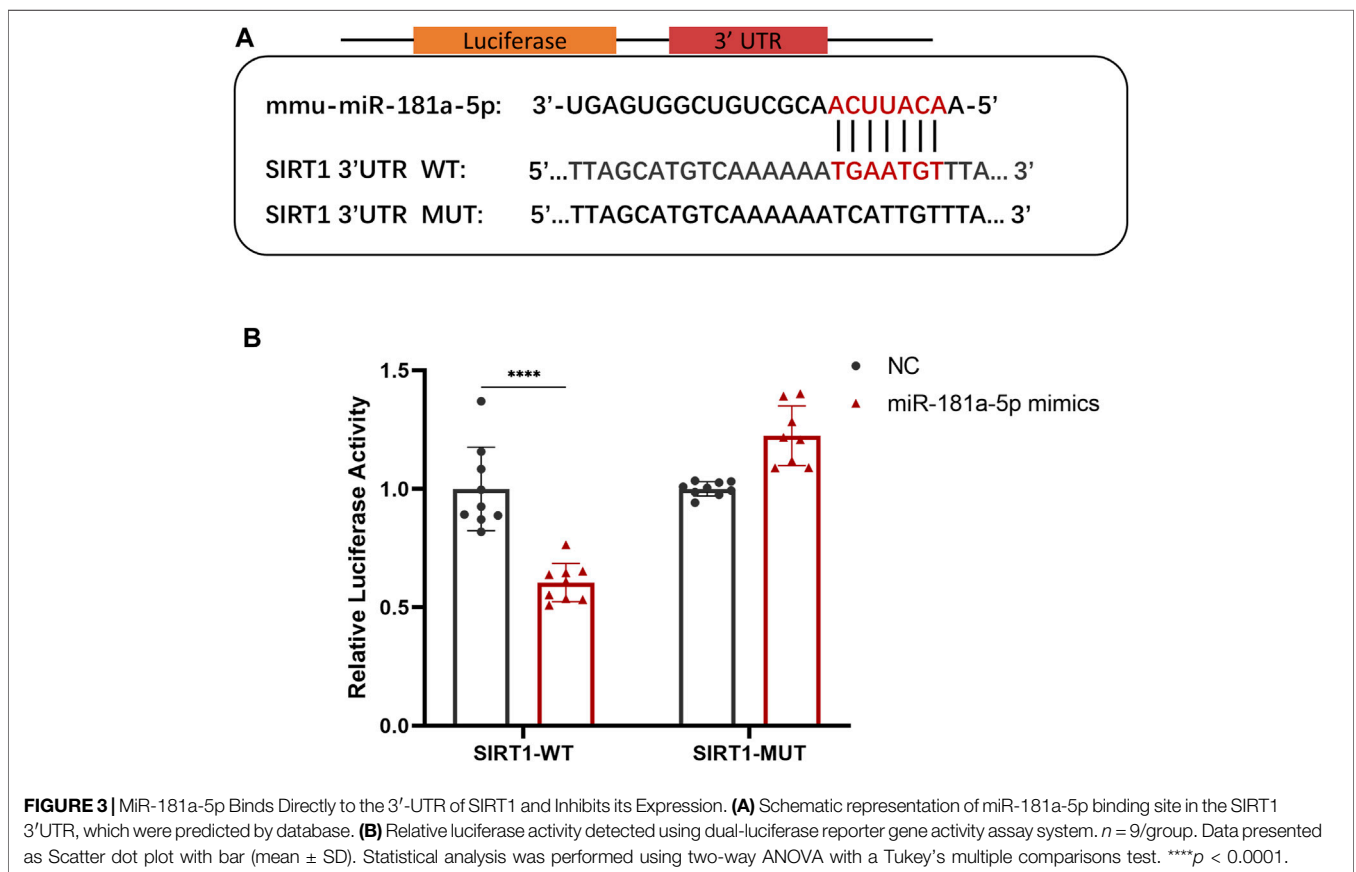 A
Luciferase 3’ UTR
mmu-miR-181a-5p: 3’-UGAGUGGCUGUCGCAACUUACAA-5’
SIRT1 3’UTR WT: 5’...TTAGCATGTCAAAAAATGAATGTTTA... 3’
SIRT1 3’UTR MUT: 5’...TTAGCATGTCAAAAAATCATTGTTTA... 3’
B
Relative Luciferase Activity
1.5
1.0
0.5
0.0
****
NC
miR-181a-5p mimics
SIRT1-WT SIRT1-MUT
FIGURE 3 | MiR-181a-5p Binds Directly to the 3′-UTR of SIRT1 and Inhibits its Expression. (A) Schematic representation of miR-181a-5p binding site in the SIRT1
3′UTR, which were predicted by database. (B) Relative luciferase activity detected using dual-luciferase reporter gene activity assay system. n = 9/group. Data presented
as Scatter dot plot with bar (mean ± SD). Statistical analysis was performed using two-way ANOVA with a Tukey’s multiple comparisons test. ****p < 0.0001.